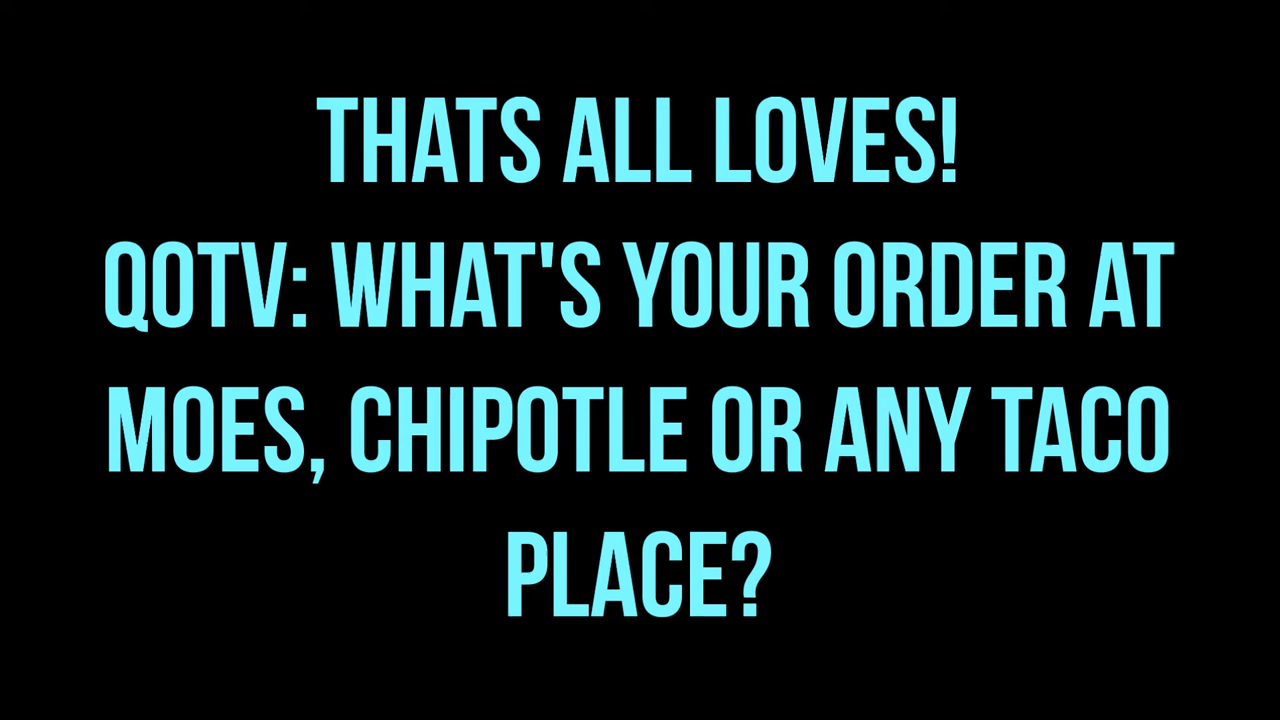 THATS ALL LOVES!
QOTV: WHAT'S YOUR ORDER AT
MOES, CHIPOTLE OR ANY TACO
PLACE?